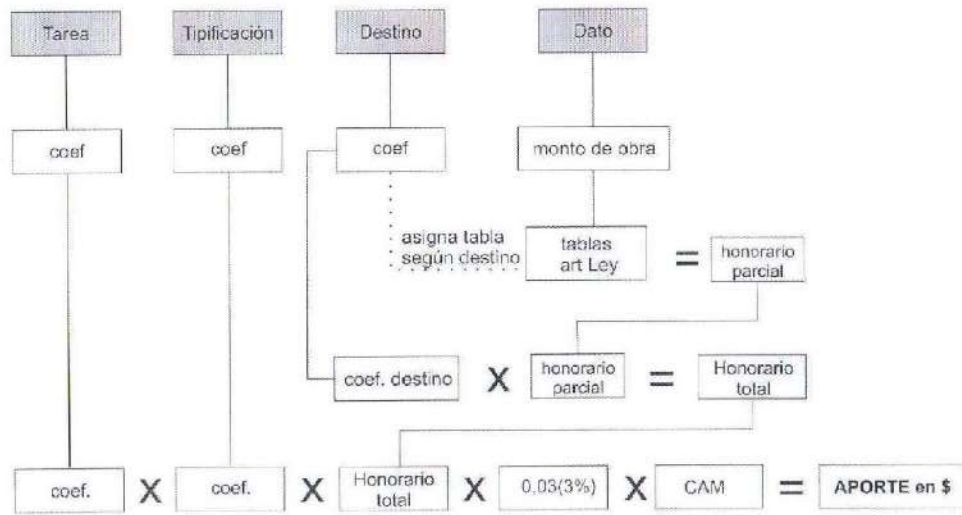 Tarea
Tipificación
Destino
Dato
coef
coef
coef
monto de obra
asigna tabla
según destino
tablas
art Ley
=
honorario
parcial
coef. destino
X
honorario
parcial
=
Honorario
total
coef.
X
coef.
X
Honorario
total
X
0,03(3%)
X
CAM
=
APORTE en $